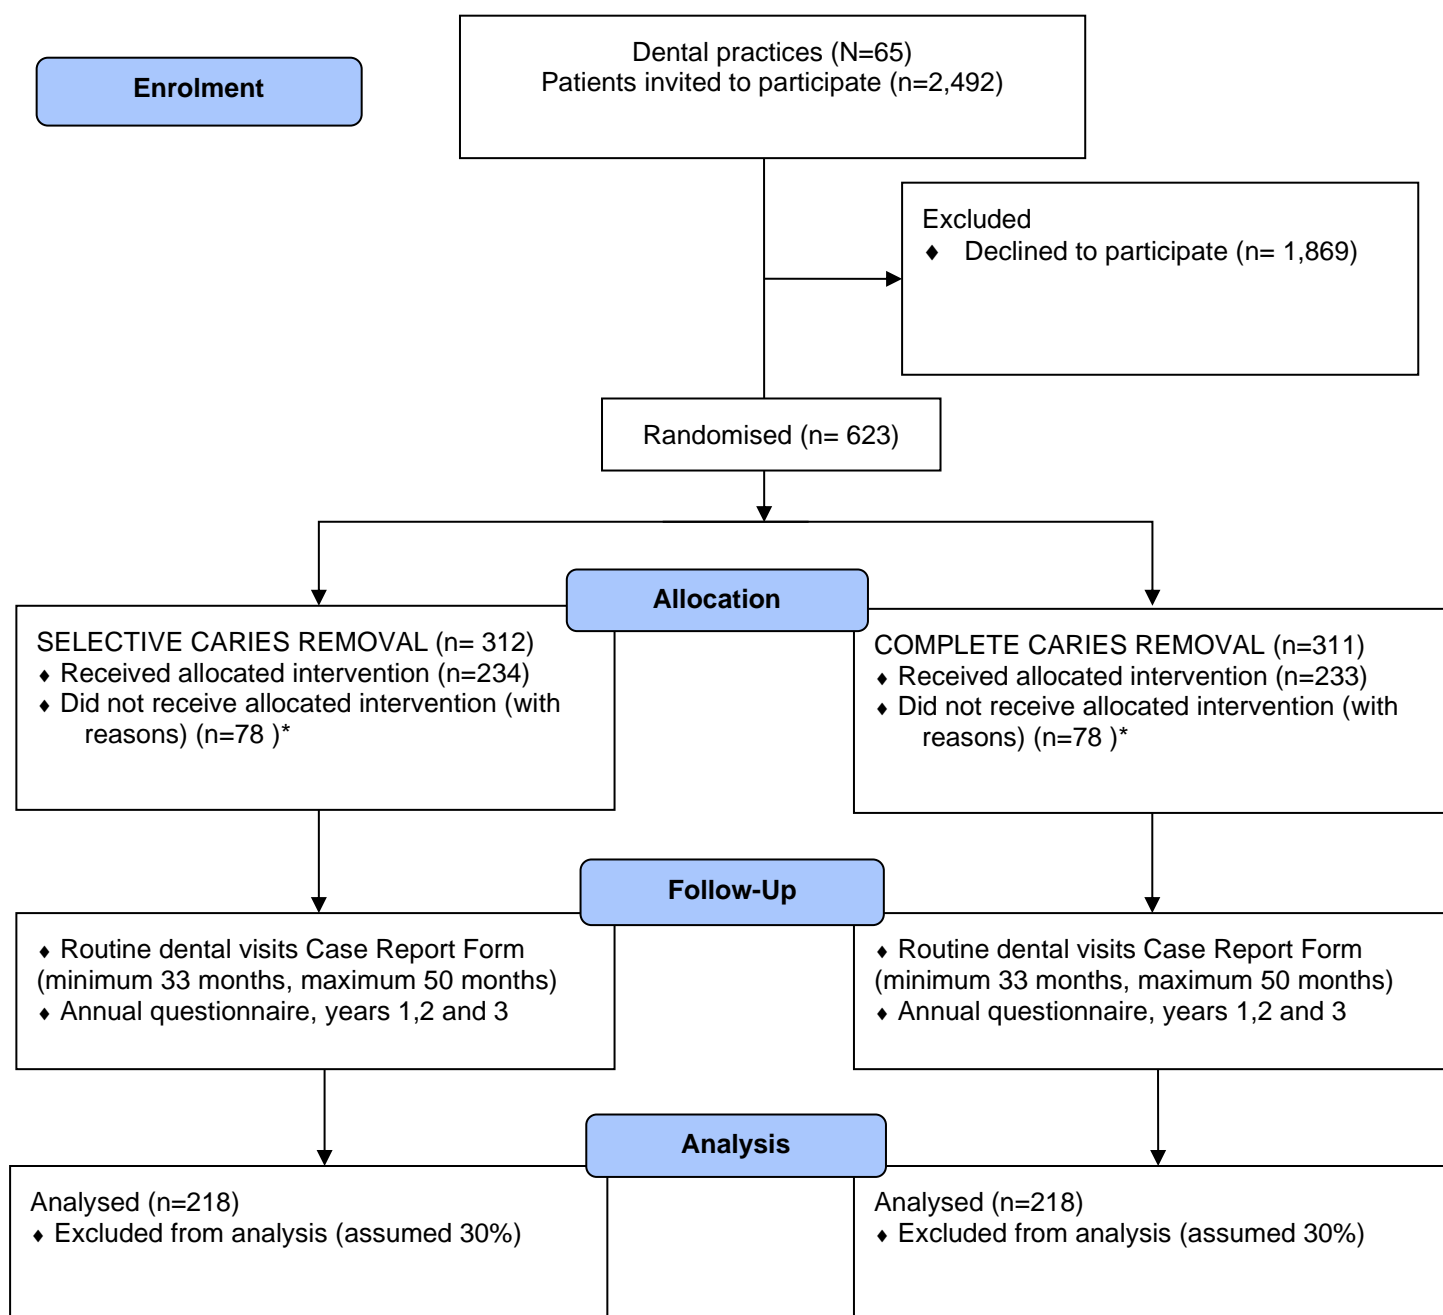 Enrolment
Dental practices (N=65)
Patients invited to participate (n=2,492)
Excluded
♦ Declined to participate (n= 1,869)
Randomised (n= 623)
Allocation
SELECTIVE CARIES REMOVAL (n= 312)
♦ Received allocated intervention (n=234)
♦ Did not receive allocated intervention (with
reasons) (n=78 )*
COMPLETE CARIES REMOVAL (n=311)
♦ Received allocated intervention (n=233)
♦ Did not receive allocated intervention (with
reasons) (n=78 )*
Follow-Up
♦ Routine dental visits Case Report Form
(minimum 33 months, maximum 50 months)
♦ Annual questionnaire, years 1,2 and 3
♦ Routine dental visits Case Report Form
(minimum 33 months, maximum 50 months)
♦ Annual questionnaire, years 1,2 and 3
Analysis
Analysed (n=218)
♦ Excluded from analysis (assumed 30%)
Analysed (n=218)
♦ Excluded from analysis (assumed 30%)